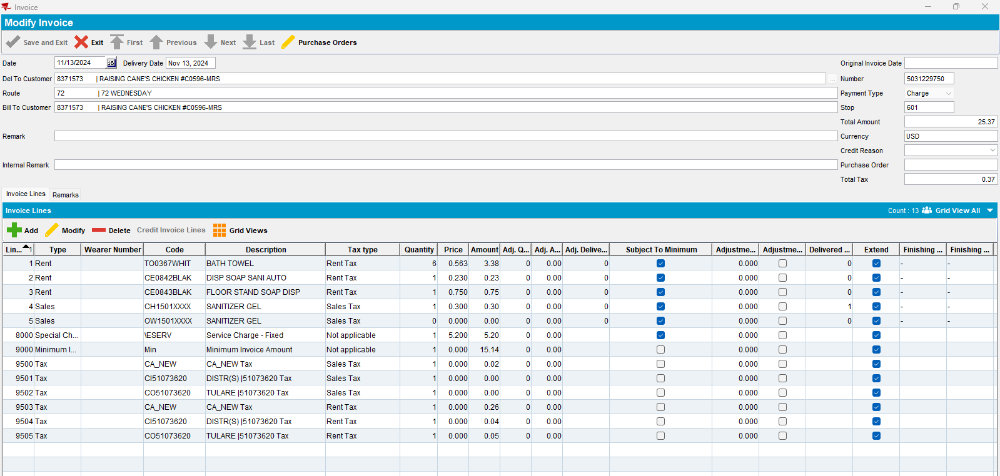 Invoice
Modify Invoice
Save and Exit Exit First Previous Next Last Purchase Orders
Date 11/13/2024 16 Delivery Date Nov 13, 2024 Original Invoice Date
Del To Customer 8371573 | RAISING CANE'S CHICKEN #C0596-MRS ... Number 5031229750
Route 72 | 72 WEDNESDAY Payment Type Charge
Bill To Customer 8371573 | RAISING CANE'S CHICKEN #C0596-MRS Stop 601
Total Amount 25.37
Remark Currency USD
Credit Reason
Internal Remark Purchase Order
Total Tax 0.37
Invoice Lines Remarks
Invoice Lines Count : 13 Grid View All
Add Modify Delete Credit Invoice Lines Grid Views
Lin... 1 Type Wearer Number Code Description Tax type Quantity Price Amount Adj. Q... Adj. A... Adj. Delive... Subject To Minimum Adjustme... Adjustme... Delivered ... Extend Finishing ... Finishing ...
1 Rent TO0367WHIT BATH TOWEL Rent Tax 6 0.563 3.38 0 0.00 0 0.000 0 - -
2 Rent CE0842BLAK DISP SOAP SANI AUTO Rent Tax 1 0.230 0.23 0 0.00 0 0.000 0 - -
3 Rent CE0843BLAK FLOOR STAND SOAP DISP Rent Tax 1 0.750 0.75 0 0.00 0 0.000 0 - -
4 Sales CH1501XXXX SANITIZER GEL Sales Tax 1 0.300 0.30 0 0.00 0 0.000 1 - -
5 Sales OW1501XXXX SANITIZER GEL Sales Tax 0 0.000 0.00 0 0.00 0 0.000 0 - -
8000 Special Ch... \ESERV Service Charge - Fixed Not applicable 1 5.200 5.20 0 0.00 0.000
9000 Minimum I... Min Minimum Invoice Amount Not applicable 1 0.000 15.14 0 0.00 0.000
9500 Tax CA_NEW CA_NEW Tax Sales Tax 1 0.000 0.02 0 0.00 0.000
9501 Tax CI51073620 DISTR(S) |51073620 Tax Sales Tax 1 0.000 0.00 0 0.00 0.000
9502 Tax CO51073620 TULARE |51073620 Tax Sales Tax 1 0.000 0.00 0 0.00 0.000
9503 Tax CA_NEW CA_NEW Tax Rent Tax 1 0.000 0.26 0 0.00 0.000
9504 Tax CI51073620 DISTR(S) |51073620 Tax Rent Tax 1 0.000 0.04 0 0.00 0.000
9505 Tax CO51073620 TULARE |51073620 Tax Rent Tax 1 0.000 0.05 0 0.00 0.000